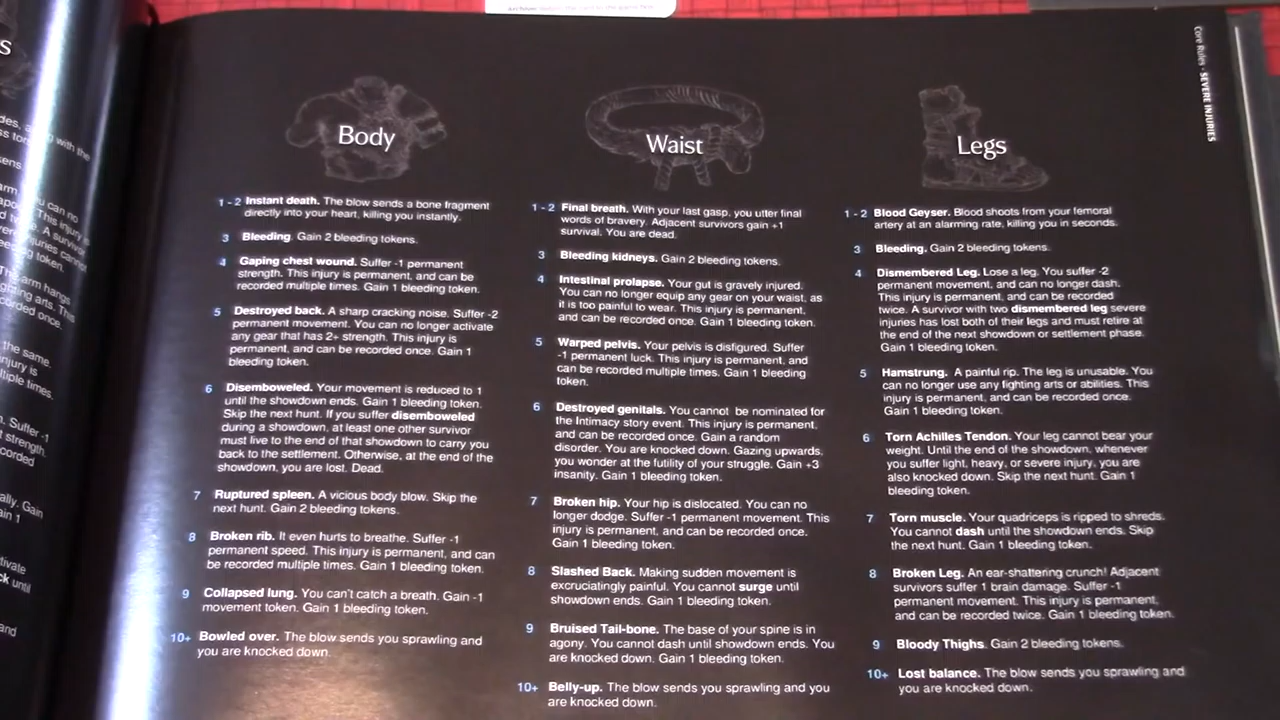 Core Rules - SEVERE INJURIES
Body
1 - 2 Instant death. The blow sends a bone fragment
directly into your heart, killing you instantly.
3 Bleeding. Gain 2 bleeding tokens.
4 Gaping chest wound. Suffer -1 permanent
strength. This injury is permanent, and can be
recorded multiple times. Gain 1 bleeding token.
5 Destroyed back. A sharp cracking noise. Suffer -2
permanent movement. You can no longer activate
any gear that has 2+ strength. This injury is
permanent, and can be recorded once. Gain 1
bleeding token.
6 Disemboweled. Your movement is reduced to 1
until the showdown ends. Gain 1 bleeding token.
Skip the next hunt. If you suffer disemboweled
during a showdown, at least one other survivor
must live to the end of that showdown to carry you
back to the settlement. Otherwise, at the end of the
showdown, you are lost. Dead.
7 Ruptured spleen. A vicious body blow. Skip the
next hunt. Gain 2 bleeding tokens.
8 Broken rib. It even hurts to breathe. Suffer -1
permanent speed. This injury is permanent, and can
be recorded multiple times. Gain 1 bleeding token.
9 Collapsed lung. You can't catch a breath. Gain -1
movement token. Gain 1 bleeding token.
10+ Bowled over. The blow sends you sprawling and
you are knocked down.
Waist
1 - 2 Final breath. With your last gasp, you utter final
words of bravery. Adjacent survivors gain +1
survival. You are dead.
3 Bleeding kidneys. Gain 2 bleeding tokens.
4 Intestinal prolapse. Your gut is gravely injured.
You can no longer equip any gear on your waist, as
it is too painful to wear. This injury is permanent,
and can be recorded once. Gain 1 bleeding token.
5 Warped pelvis. Your pelvis is disfigured. Suffer
-1 permanent luck. This injury is permanent, and
can be recorded multiple times. Gain 1 bleeding
token.
6 Destroyed genitals. You cannot be nominated for
the Intimacy story event. This injury is permanent,
and can be recorded once. Gain a random
disorder. You are knocked down. Gazing upwards,
you wonder at the futility of your struggle. Gain +3
insanity. Gain 1 bleeding token.
7 Broken hip. Your hip is dislocated. You can no
longer dodge. Suffer -1 permanent movement. This
injury is permanent, and can be recorded once.
Gain 1 bleeding token.
8 Slashed Back. Making sudden movement is
excruciatingly painful. You cannot surge until
showdown ends. Gain 1 bleeding token.
9 Bruised Tail-bone. The base of your spine is in
agony. You cannot dash until showdown ends. You
are knocked down. Gain 1 bleeding token.
10+ Belly-up. The blow sends you sprawling and you
are knocked down.
Legs
1 - 2 Blood Geyser. Blood shoots from your femoral
artery at an alarming rate, killing you in seconds.
3 Bleeding. Gain 2 bleeding tokens.
4 Dismembered Leg. Lose a leg. You suffer -2
permanent movement, and can no longer dash.
This injury is permanent, and can be recorded
twice. A survivor with two dismembered leg severe
injuries has lost both of their legs and must retire at
the end of the next showdown or settlement phase.
Gain 1 bleeding token.
5 Hamstrung. A painful rip. The leg is unusable. You
can no longer use any fighting arts or abilities. This
injury is permanent, and can be recorded once.
Gain 1 bleeding token.
6 Torn Achilles Tendon. Your leg cannot bear your
weight. Until the end of the showdown, whenever
you suffer light, heavy, or severe injury, you are
also knocked down. Skip the next hunt. Gain 1
bleeding token.
7 Torn muscle. Your quadriceps is ripped to shreds.
You cannot dash until the showdown ends. Skip
the next hunt. Gain 1 bleeding token.
8 Broken Leg. An ear-shattering crunch! Adjacent
survivors suffer 1 brain damage. Suffer -1
permanent movement. This injury is permanent,
and can be recorded twice. Gain 1 bleeding token.
9 Bloody Thighs. Gain 2 bleeding tokens.
10+ Lost balance. The blow sends you sprawling and
you are knocked down.